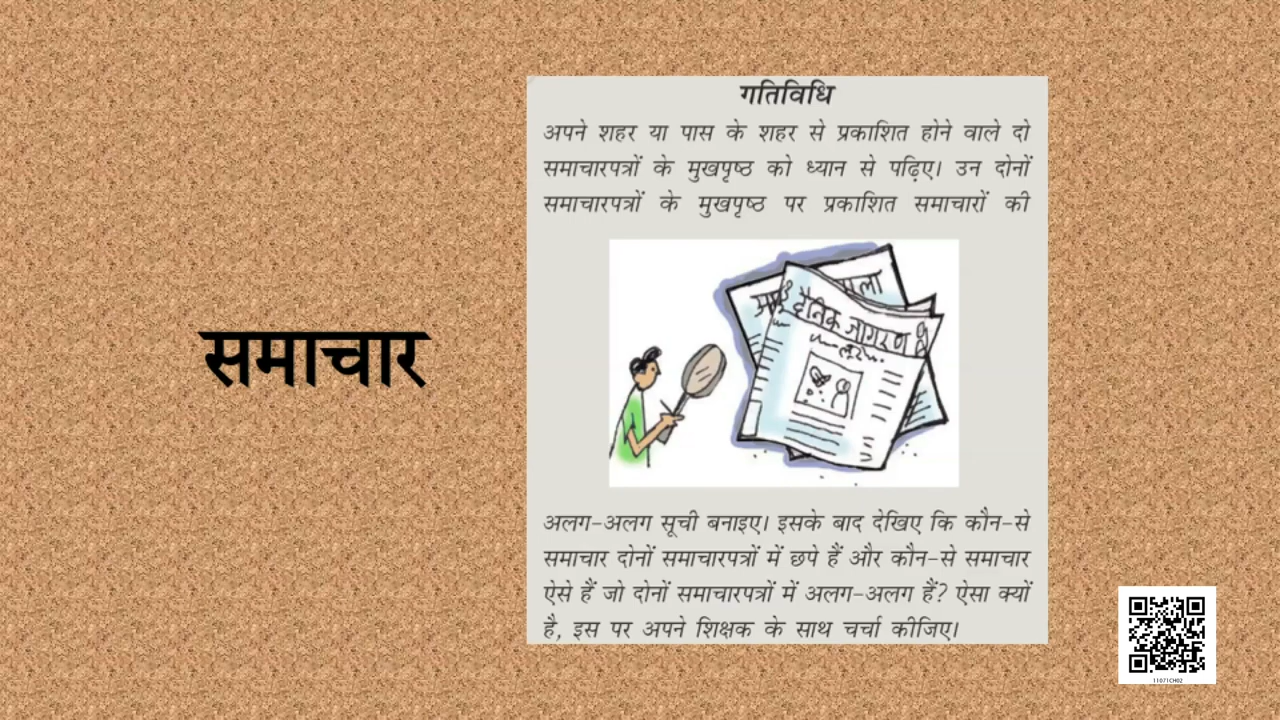 समाचार
गतिविधि
अपने शहर या पास के शहर से प्रकाशित होने वाले दो
समाचारपत्रों के मुखपृष्ठ को ध्यान से पढ़िए। उन दोनों
समाचारपत्रों के मुखपृष्ठ पर प्रकाशित समाचारों की
दैनिक जागरण
अलग-अलग सूची बनाइए। इसके बाद देखिए कि कौन-से
समाचार दोनों समाचारपत्रों में छपे हैं और कौन-से समाचार
ऐसे हैं जो दोनों समाचारपत्रों में अलग-अलग हैं? ऐसा क्यों
है, इस पर अपने शिक्षक के साथ चर्चा कीजिए।
11071CH02